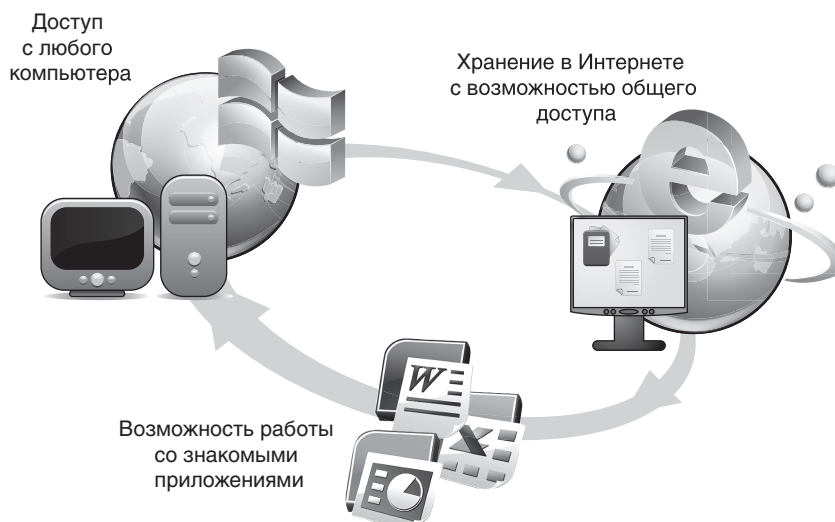 Доступ
с любого
компьютера
Хранение в Интернете
с возможностью общего
доступа
W
X
Возможность работы
со знакомыми
приложениями